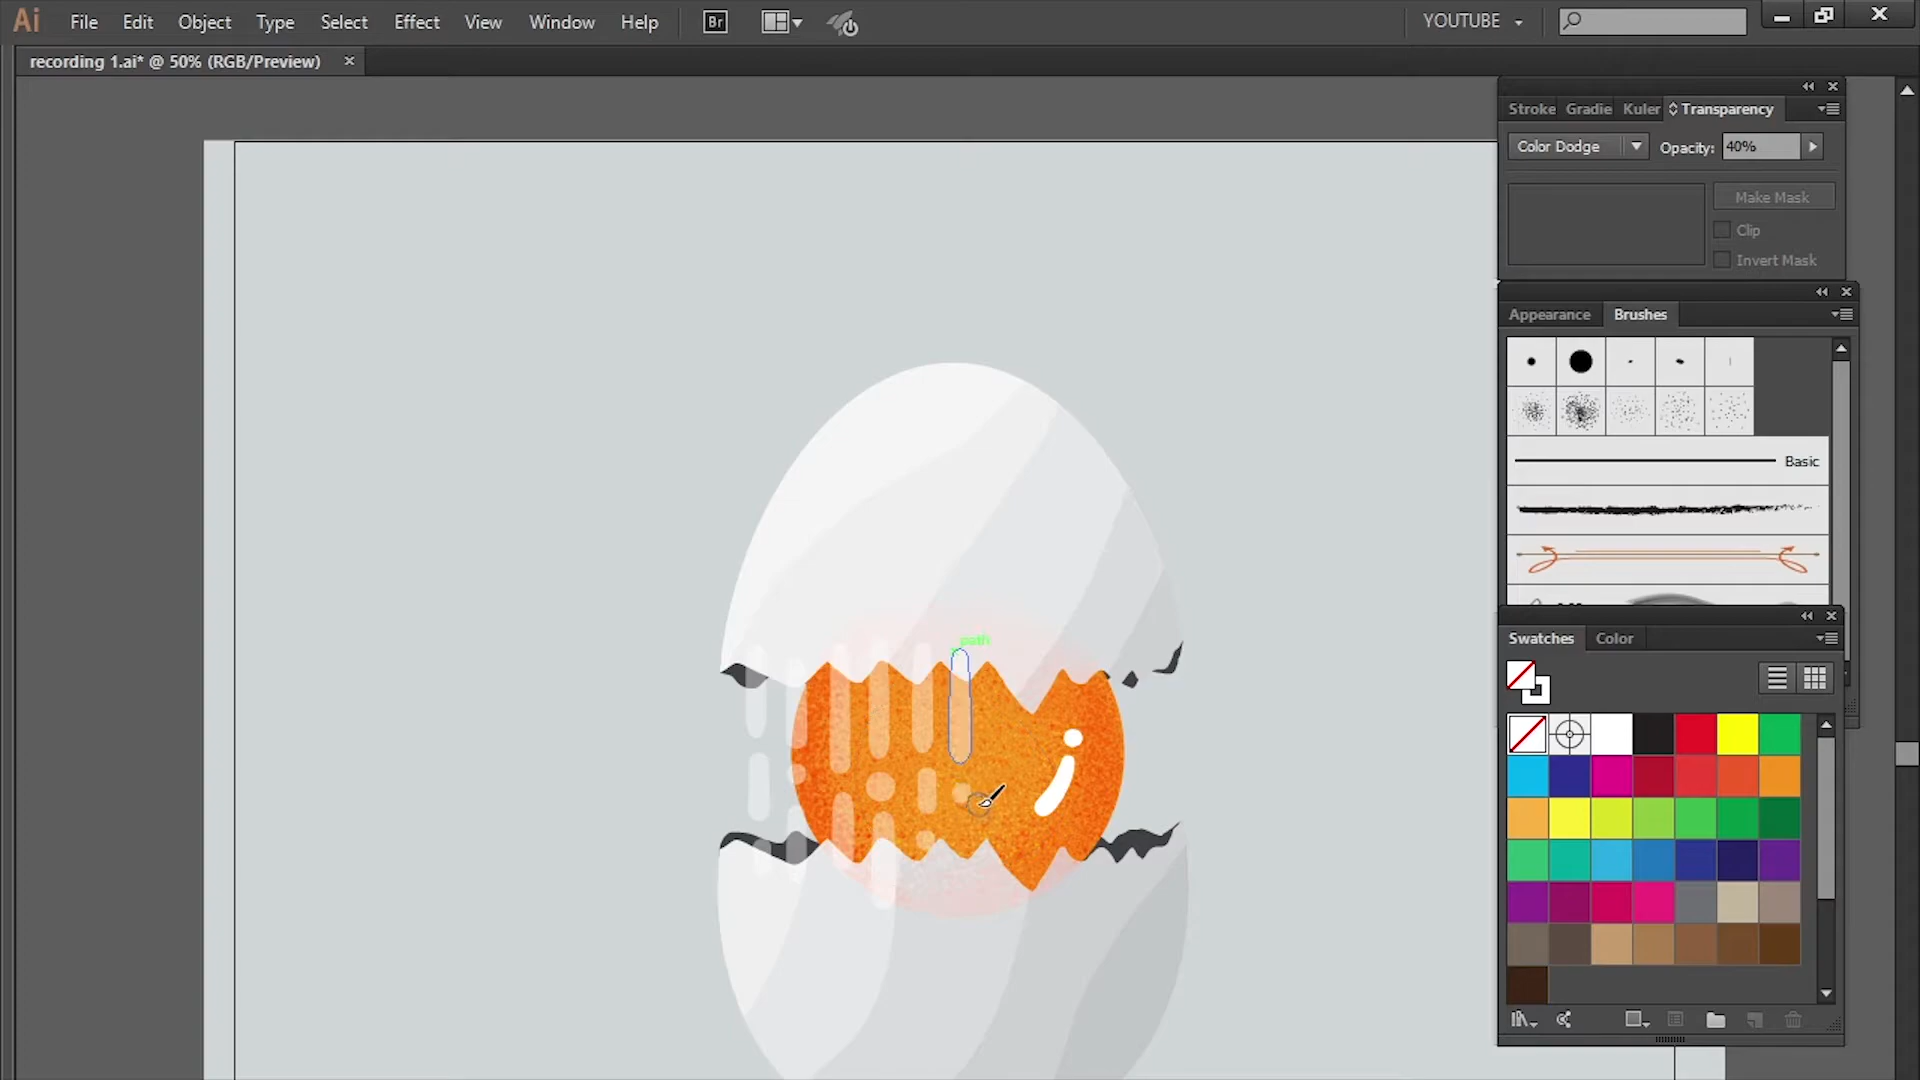 Ai File Edit Object Type Select Effect View Window Help Br YOUTUBE
recording 1.ai* @ 50% (RGB/Preview)
Stroke Gradie Kuler Transparency
Color Dodge Opacity: 40%
Make Mask
Clip
Invert Mask
Appearance Brushes
Basic
path
Swatches Color